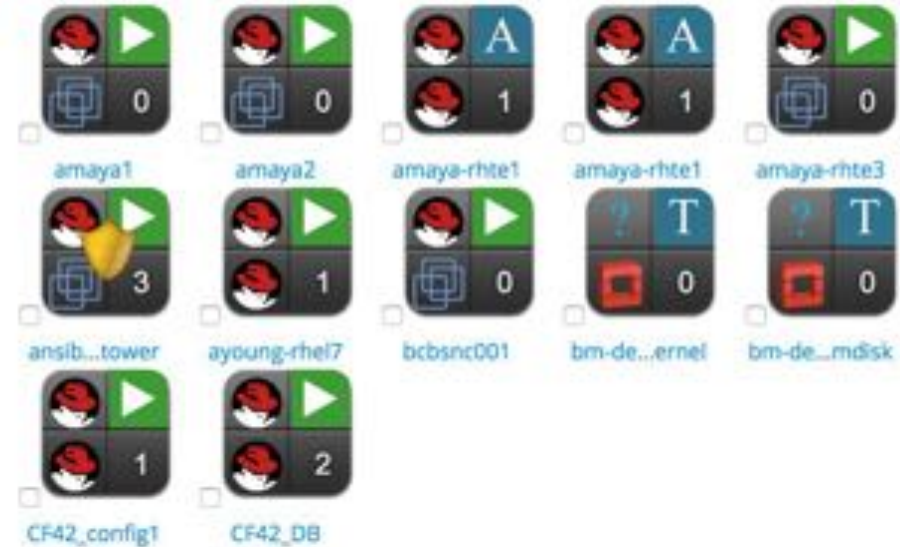 A A
0 0 1 1 0
amaya1 amaya2 amaya-rhte1 amaya-rhte1 amaya-rhte3
? T ? T
3 1 0 0 0
ansib...tower ayoung-rhel7 bcbsnc001 bm-de...ernel bm-de...mdisk
1 2
CF42_config1 CF42_DB